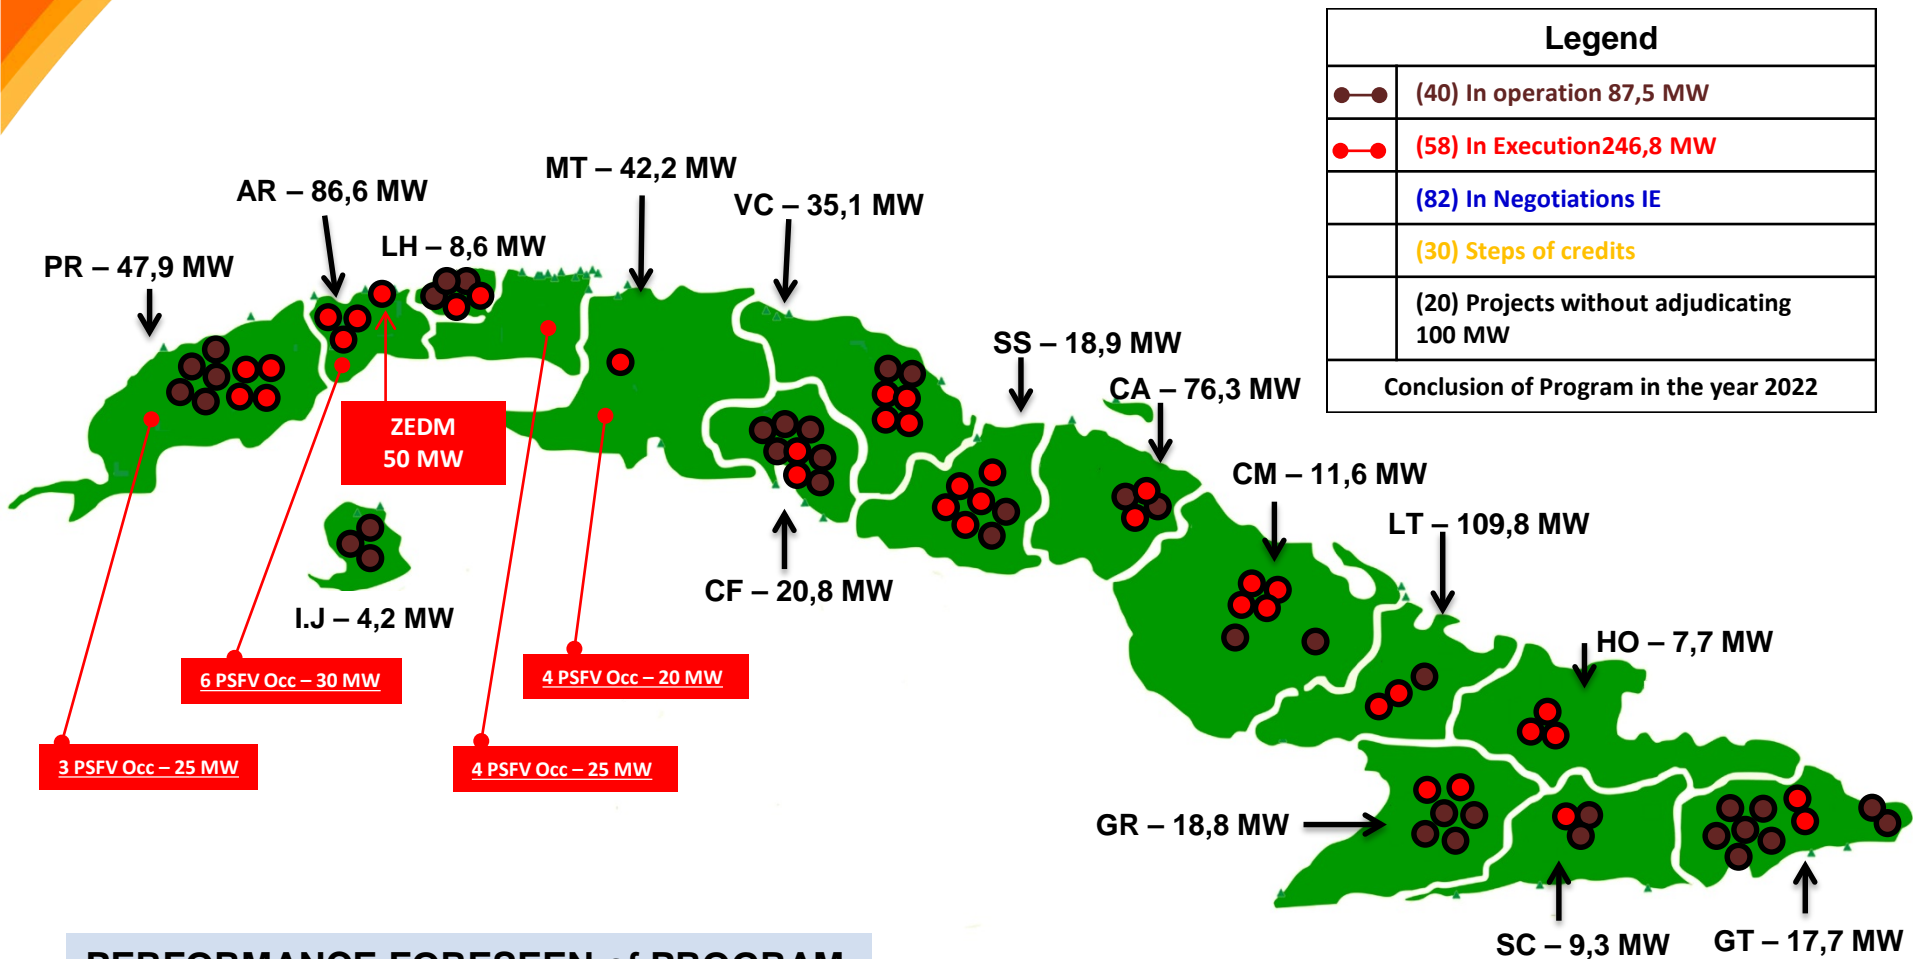 Legend
(40) In operation 87,5 MW
(58) In Execution246,8 MW
(82) In Negotiations IE
(30) Steps of credits
(20) Projects without adjudicating
100 MW
Conclusion of Program in the year 2022
MT – 42,2 MW
AR – 86,6 MW
VC – 35,1 MW
LH – 8,6 MW
PR – 47,9 MW
SS – 18,9 MW
CA – 76,3 MW
ZEDM
50 MW
CM – 11,6 MW
LT – 109,8 MW
CF – 20,8 MW
I.J – 4,2 MW
HO – 7,7 MW
6 PSFV Occ – 30 MW
4 PSFV Occ – 20 MW
3 PSFV Occ – 25 MW
4 PSFV Occ – 25 MW
GR – 18,8 MW
SC – 9,3 MW
GT – 17,7 MW
PERFORMANCE FORESEEN of PROGRAM